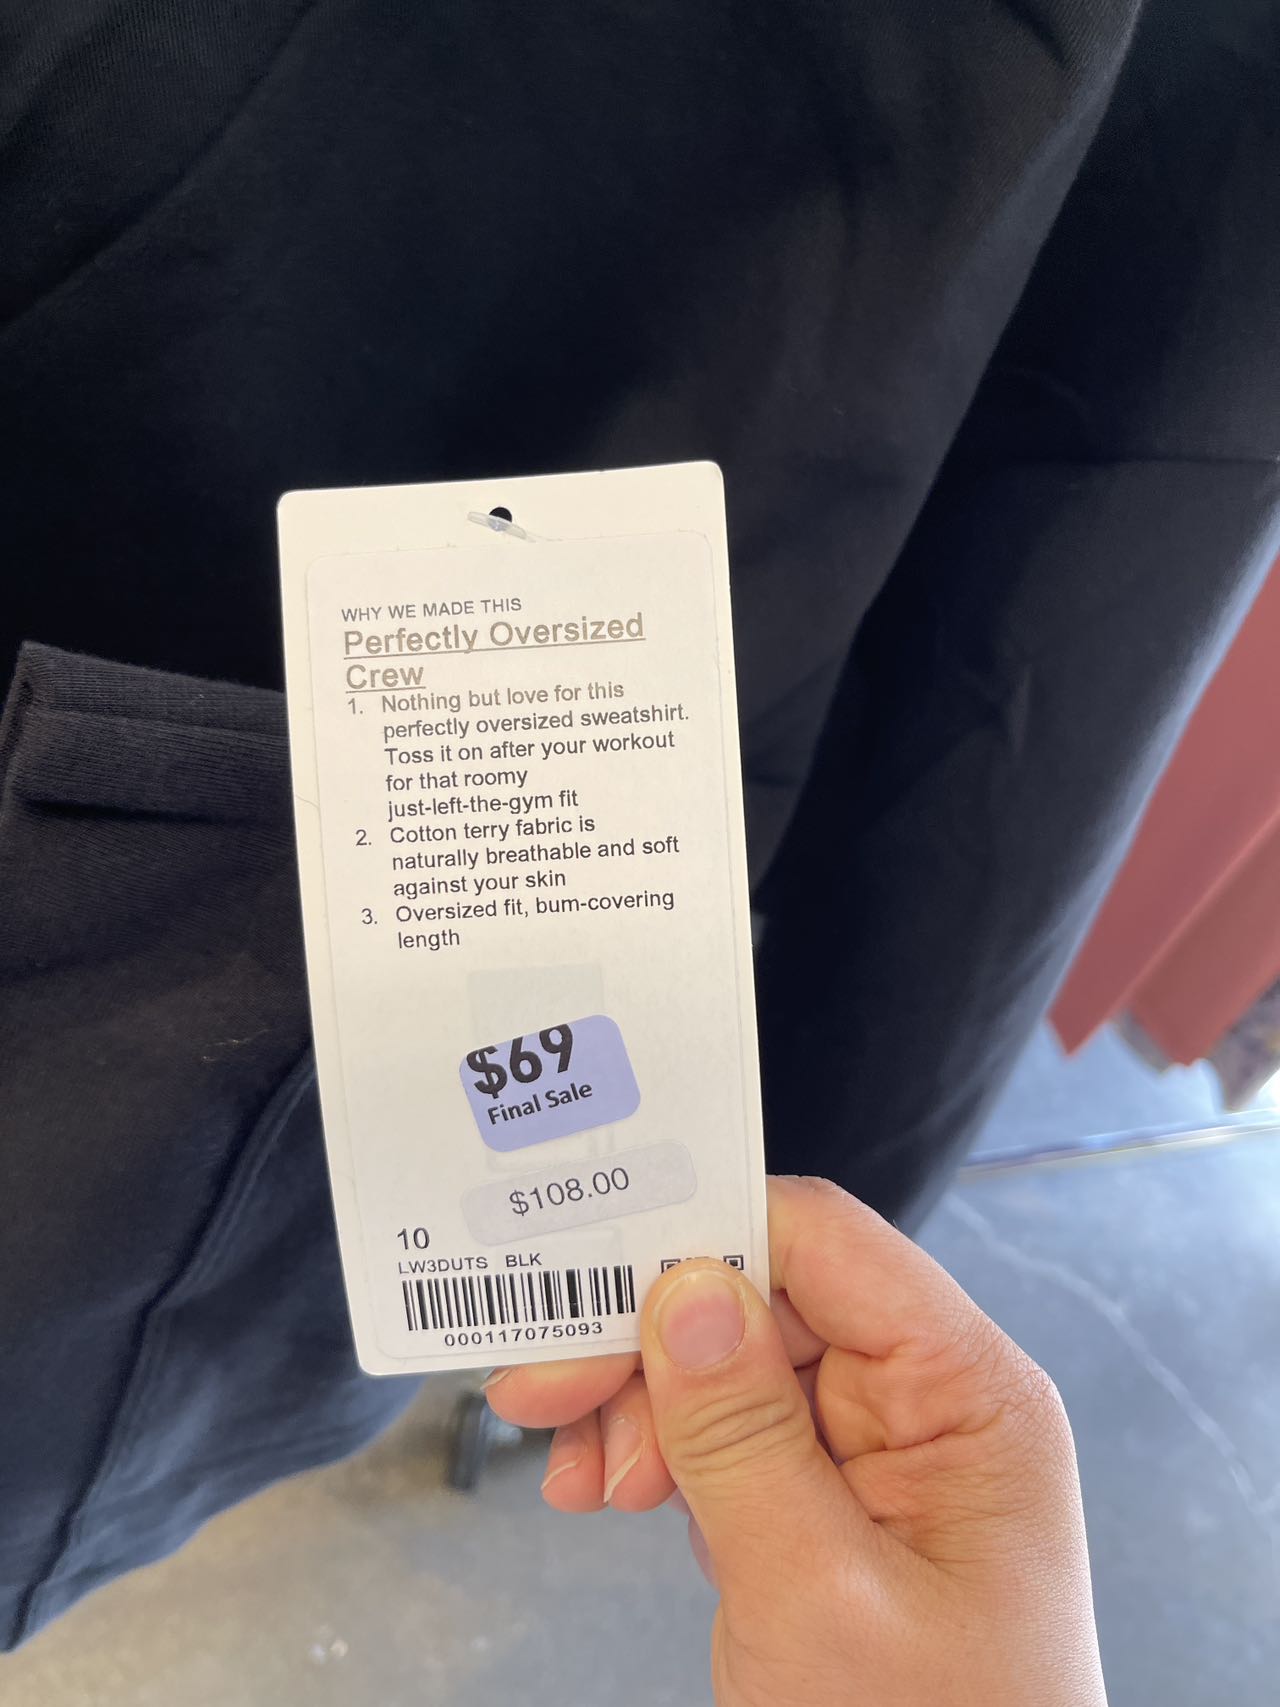 WHY WE MADE THIS
Perfectly Oversized
Crew
1. Nothing but love for this
perfectly oversized sweatshirt.
Toss it on after your workout
for that roomy
just-left-the-gym fit
2. Cotton terry fabric is
naturally breathable and soft
against your skin
3. Oversized fit, bum-covering
length
$69
Final Sale
$108.00
10
LW3DUTS BLK
000117075093